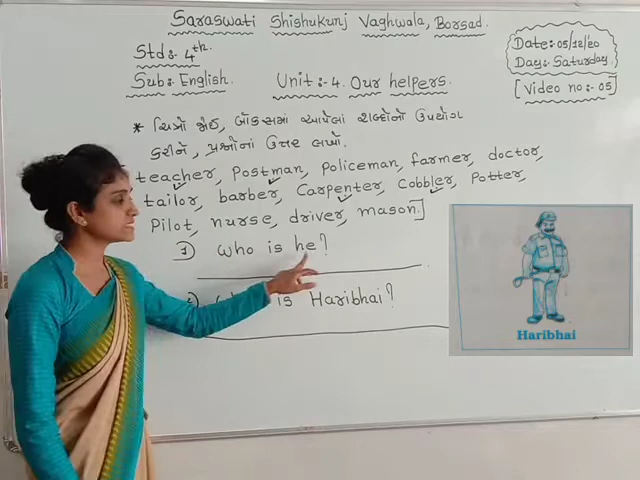 Saraswati Shishukunj Vaghwala, Borsad.
Std:- 4th.
Date:- 05/12/20
Day:- Saturday
Sub:- English.
Unit:- 4. Our helpers.
[Video no:- 05]
* ચિત્રો જોઈ, બૉક્સમાં આપેલાં શબ્દોનો ઉપયોગ
કરીને, પ્રશ્નોનાં ઉત્તર લખો.
teacher, Postman, Policeman, farmer, doctor,
tailor, barber, Carpenter, Cobbler, Potter,
Pilot, nurse, driver, mason.]
1) Who is he?
is Haribhai?
Haribhai